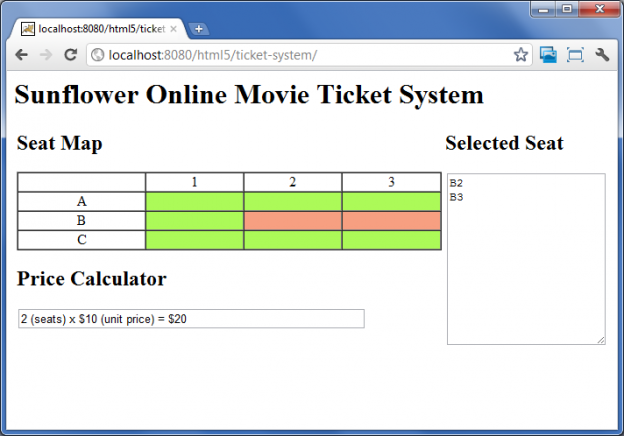 localhost:8080/html5/ticket
localhost:8080/html5/ticket-system/
Sunflower Online Movie Ticket System
Seat Map
1 2 3
A
B
C
Price Calculator
2 (seats) x $10 (unit price) = $20
Selected Seat
B2
B3